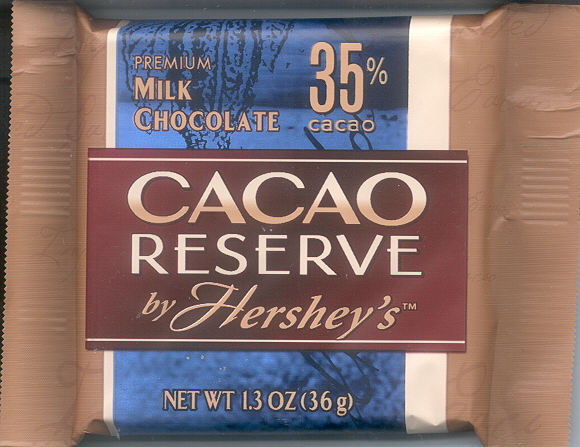 PREMIUM
MILK
CHOCOLATE
35%
cacao
CACAO
RESERVE
by Hershey's™
NET WT 1.3 OZ (36 g)